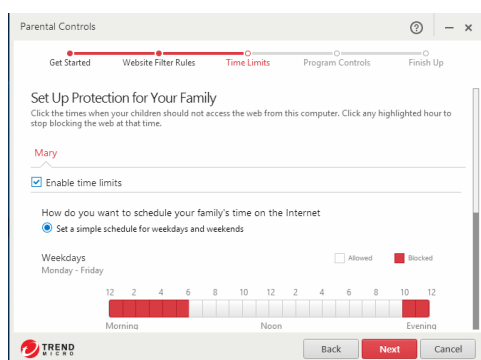 Parental Controls
Get Started Website Filter Rules Time Limits Program Controls Finish Up
Set Up Protection for Your Family
Click the times when your children should not access the web from this computer. Click any highlighted hour to
stop blocking the web at that time.
Mary
Enable time limits
How do you want to schedule your family's time on the Internet
Set a simple schedule for weekdays and weekends
Weekdays Allowed Blocked
Monday - Friday
12 2 4 6 8 10 12 2 4 6 8 10 12
Morning Noon Evening
TREND
MICRO
Back Next Cancel